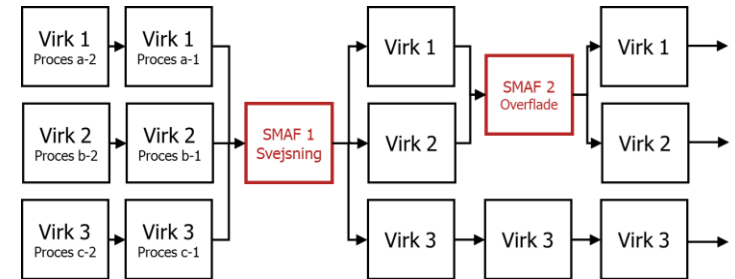 Virk 1
Proces a-2
Virk 1
Proces a-1
Virk 1
SMAF 2
Overflade
Virk 1
Virk 2
Proces b-2
Virk 2
Proces b-1
SMAF 1
Svejsning
Virk 2
Virk 2
Virk 3
Proces c-2
Virk 3
Proces c-1
Virk 3
Virk 3
Virk 3